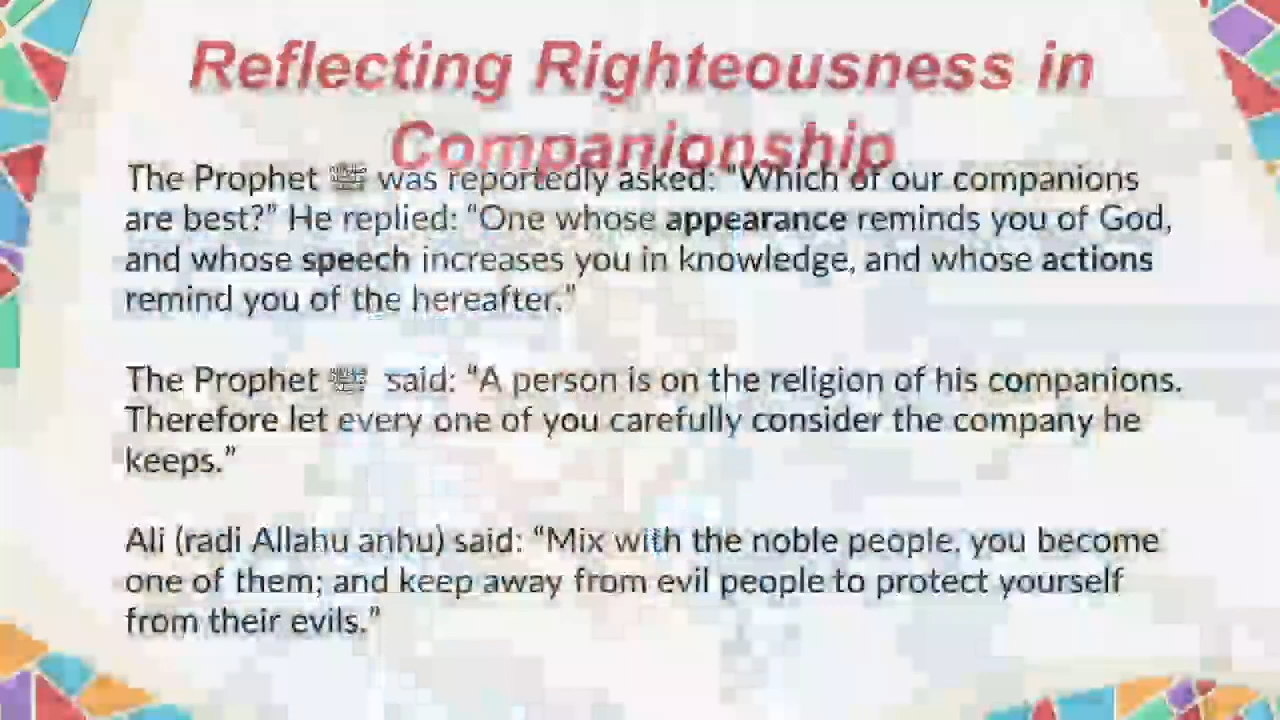 Reflecting Righteousness in
Companionship
The Prophet ﷺ was reportedly asked: “Which of our companions
are best?” He replied: “One whose appearance reminds you of God,
and whose speech increases you in knowledge, and whose actions
remind you of the hereafter.”
The Prophet ﷺ said: “A person is on the religion of his companions.
Therefore let every one of you carefully consider the company he
keeps.”
Ali (radi Allahu anhu) said: “Mix with the noble people, you become
one of them; and keep away from evil people to protect yourself
from their evils.”